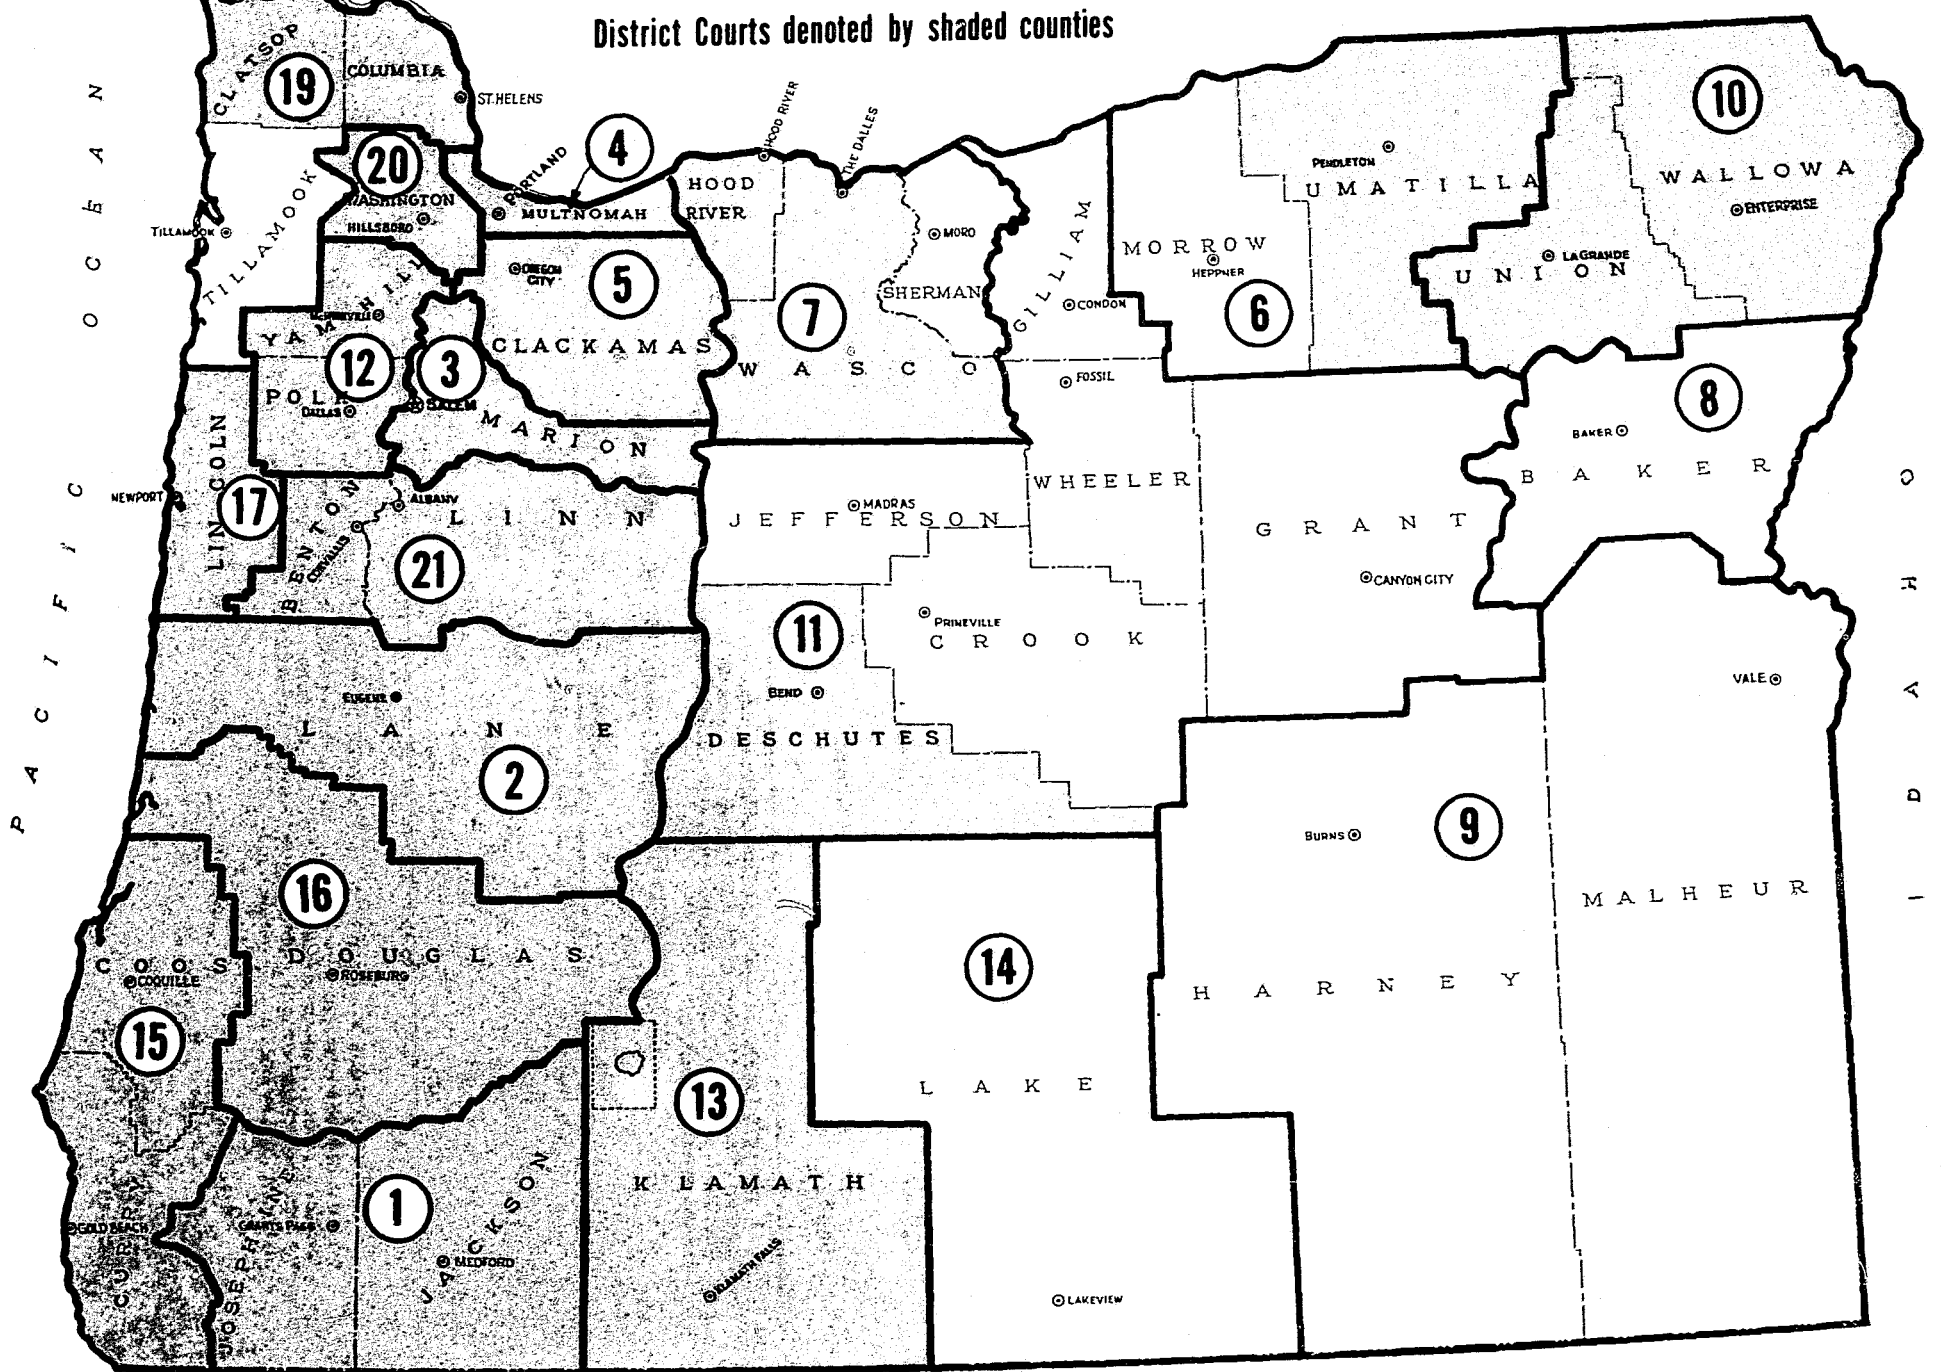 District Courts denoted by shaded counties
CLATSOP
19
COLUMBIA
ST. HELENS
20
WASHINGTON
HILLSBORO
4
PORTLAND
MULTNOMAH
HOOD RIVER
HOOD
RIVER
THE DALLES
7
WASCO
MORO
SHERMAN
GILLIAM
CONDON
MORROW
HEPPNER
6
PENDLETON
UMATILLA
UNION
LA GRANDE
10
WALLOWA
ENTERPRISE
TILLAMOOK
TILLAMOOK
YAMHILL
McMINNVILLE
12
POLK
DALLAS
OREGON
CITY
5
CLACKAMAS
3
SALEM
MARION
LINCOLN
NEWPORT
17
BENTON
CORVALLIS
ALBANY
LINN
21
JEFFERSON
MADRAS
FOSSIL
WHEELER
GRANT
CANYON CITY
8
BAKER
BAKER
11
BEND
DESCHUTES
PRINEVILLE
CROOK
EUGENE
LANE
2
16
DOUGLAS
ROSEBURG
COOS
COQUILLE
15
GOLD BEACH
CURRY
JOSEPHINE
GRANTS PASS
1
JACKSON
MEDFORD
13
KLAMATH
KLAMATH FALLS
14
LAKE
LAKEVIEW
BURNS
9
HARNEY
VALE
MALHEUR
PACIFIC OCEAN
IDAHO